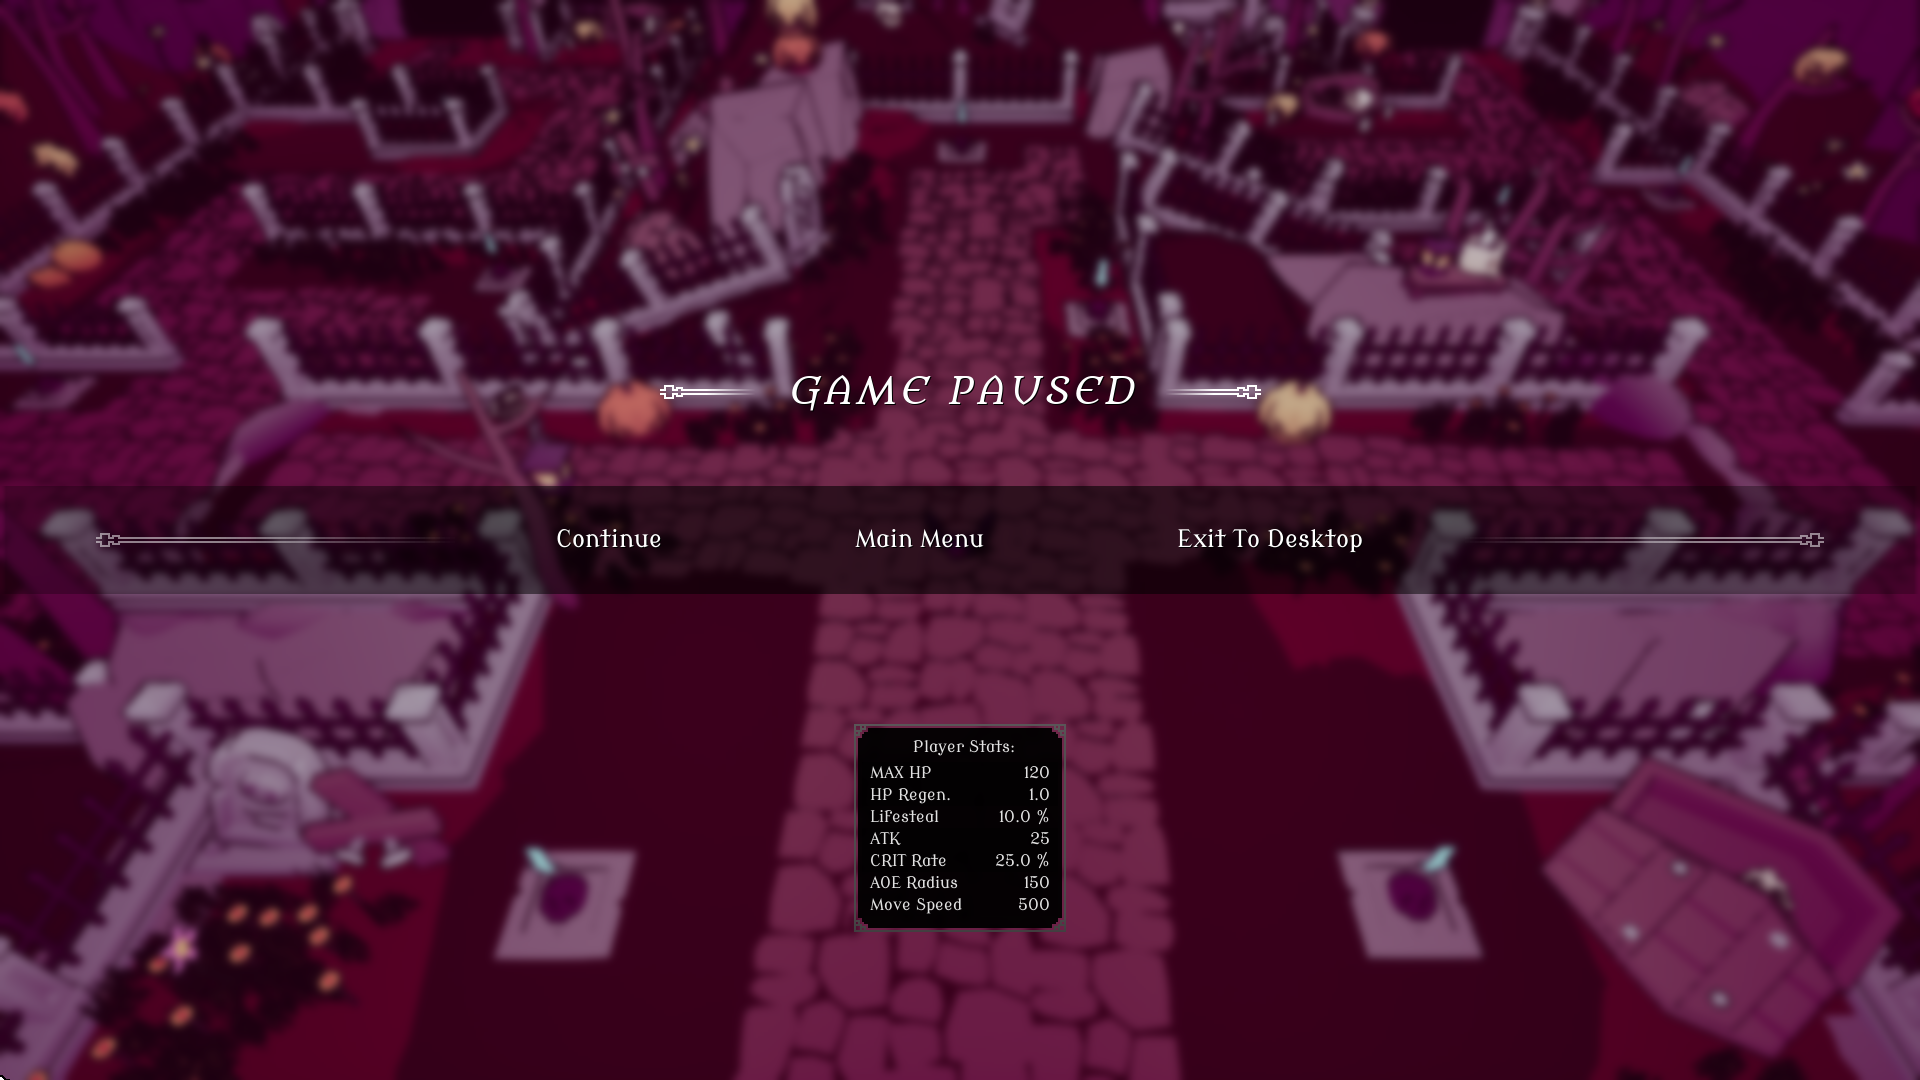 GAME PAUSED
Continue Main Menu Exit To Desktop
Player Stats:
MAX HP 120
HP Regen. 1.0
Lifesteal 10.0 %
ATK 25
CRIT Rate 25.0 %
AOE Radius 150
Move Speed 500